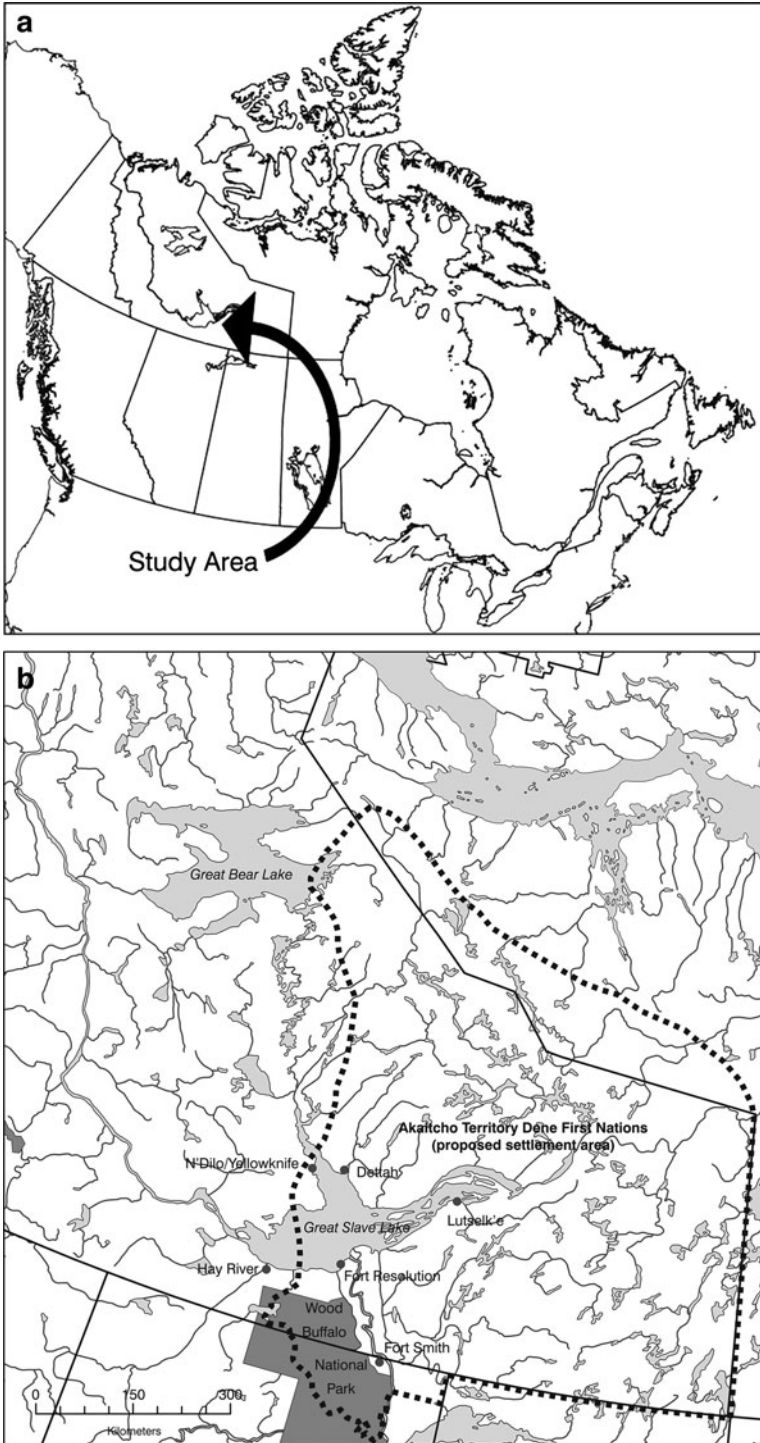 a
Study Area
b
Great Bear Lake
Akaitcho Territory Dene First Nations
(proposed settlement area)
N'Dilo/Yellowknife
Dettah
Lutselk'e
Great Slave Lake
Hay River
Fort Resolution
Wood
Buffalo
National
Park
Fort Smith
0 150 300
Kilometers